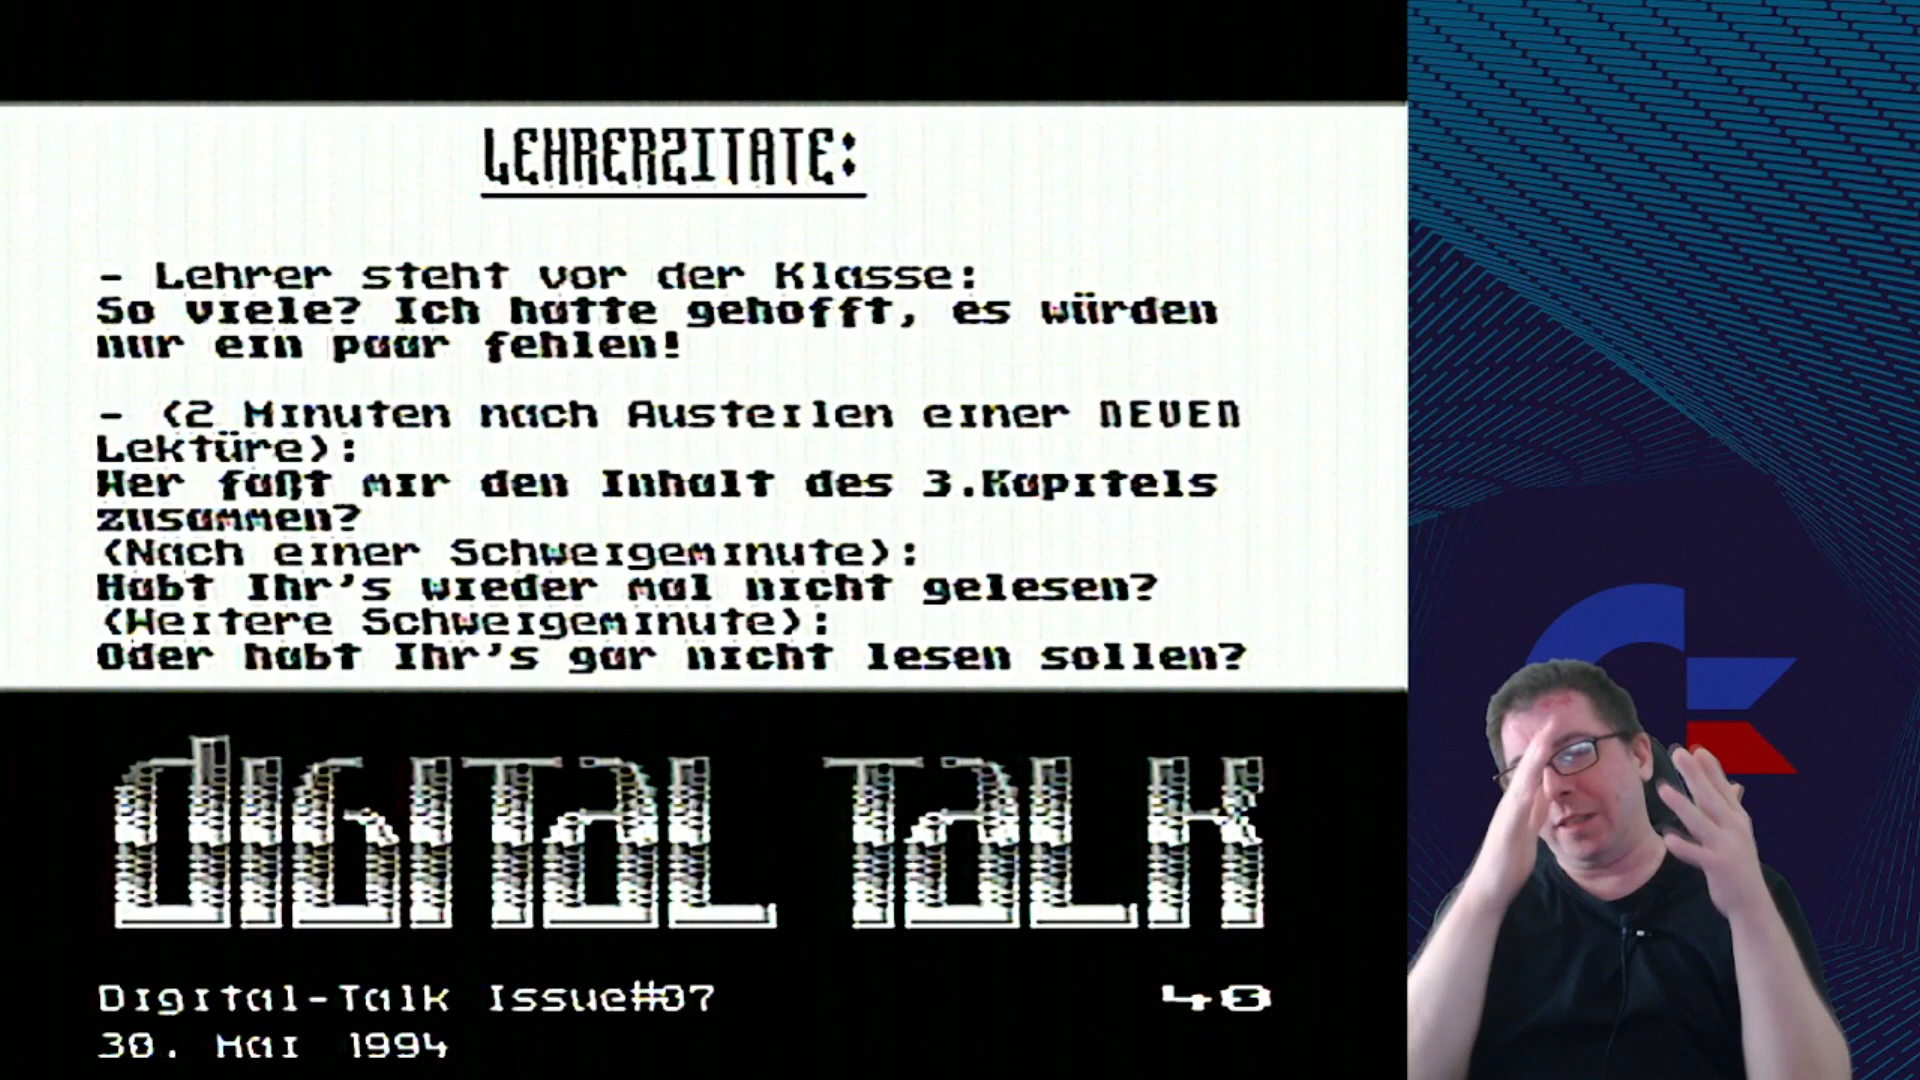 LEHRERZITATE:
- Lehrer steht vor der Klasse:
So viele? Ich hatte gehofft, es würden
nur ein paar fehlen!
- (2 Minuten nach Austeilen einer NEUEN
Lektüre):
Wer faßt mir den Inhalt des 3.Kapitels
zusammen?
(Nach einer Schweigeminute):
Habt Ihr's wieder mal nicht gelesen?
(Weitere Schweigeminute):
Oder habt Ihr's gar nicht lesen sollen?
DIGITAL TALK
Digital-Talk Issue#07
40
30. Mai 1994